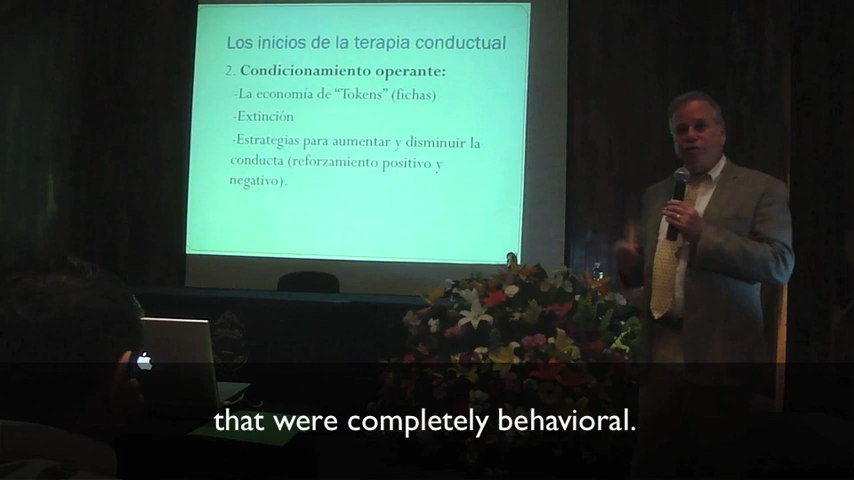 Los inicios de la terapia conductual
2. Condicionamiento operante:
-La economía de "Tokens" (fichas)
-Extinción
-Estrategias para aumentar y disminuir la
conducta (reforzamiento positivo y
negativo).
that were completely behavioral.